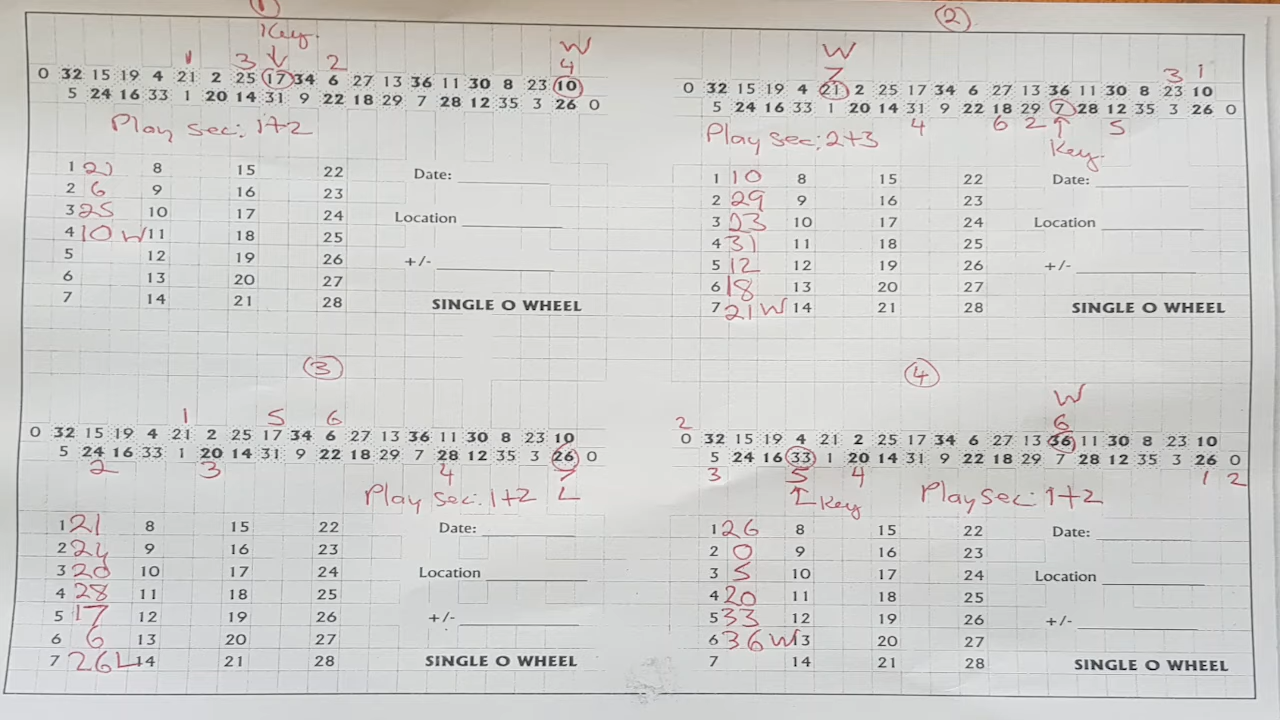 1
Key
1 3 ↓ 2 W 4
0 32 15 19 4 21 2 25 17 34 6 27 13 36 11 30 8 23 10
5 24 16 33 1 20 14 31 9 22 18 29 7 28 12 35 3 26 0
Play sec: 1+2
1 21 8 15 22
2 6 9 16 23
3 25 10 17 24
4 10 W 11 18 25
5 12 19 26
6 13 20 27
7 14 21 28
Date:
Location
+/-
SINGLE O WHEEL
2
W
7 3 1
0 32 15 19 4 21 2 25 17 34 6 27 13 36 11 30 8 23 10
5 24 16 33 1 20 14 31 9 22 18 29 7 28 12 35 3 26 0
4 6 2 ↑ 5
Play sec: 2+3
Key.
1 10 8 15 22
2 29 9 16 23
3 23 10 17 24
4 31 11 18 25
5 12 12 19 26
6 18 13 20 27
7 21 W 14 21 28
Date:
Location
+/-
SINGLE O WHEEL
3
1 5 6
0 32 15 19 4 21 2 25 17 34 6 27 13 36 11 30 8 23 10
5 24 16 33 1 20 14 31 9 22 18 29 7 28 12 35 3 26 0
2 3 4 7
Play sec: 1+2 L
1 21 8 15 22
2 24 9 16 23
3 20 10 17 24
4 28 11 18 25
5 17 12 19 26
6 6 13 20 27
7 26 L 14 21 28
Date:
Location
+/-
SINGLE O WHEEL
4
W
2 6
0 32 15 19 4 21 2 25 17 34 6 27 13 36 11 30 8 23 10
5 24 16 33 1 20 14 31 9 22 18 29 7 28 12 35 3 26 0
3 5 4 1 2
↑ Key Play sec: 1+2
1 26 8 15 22
2 0 9 16 23
3 5 10 17 24
4 20 11 18 25
5 33 12 19 26
6 36 W 13 20 27
7 14 21 28
Date:
Location
+/-
SINGLE O WHEEL